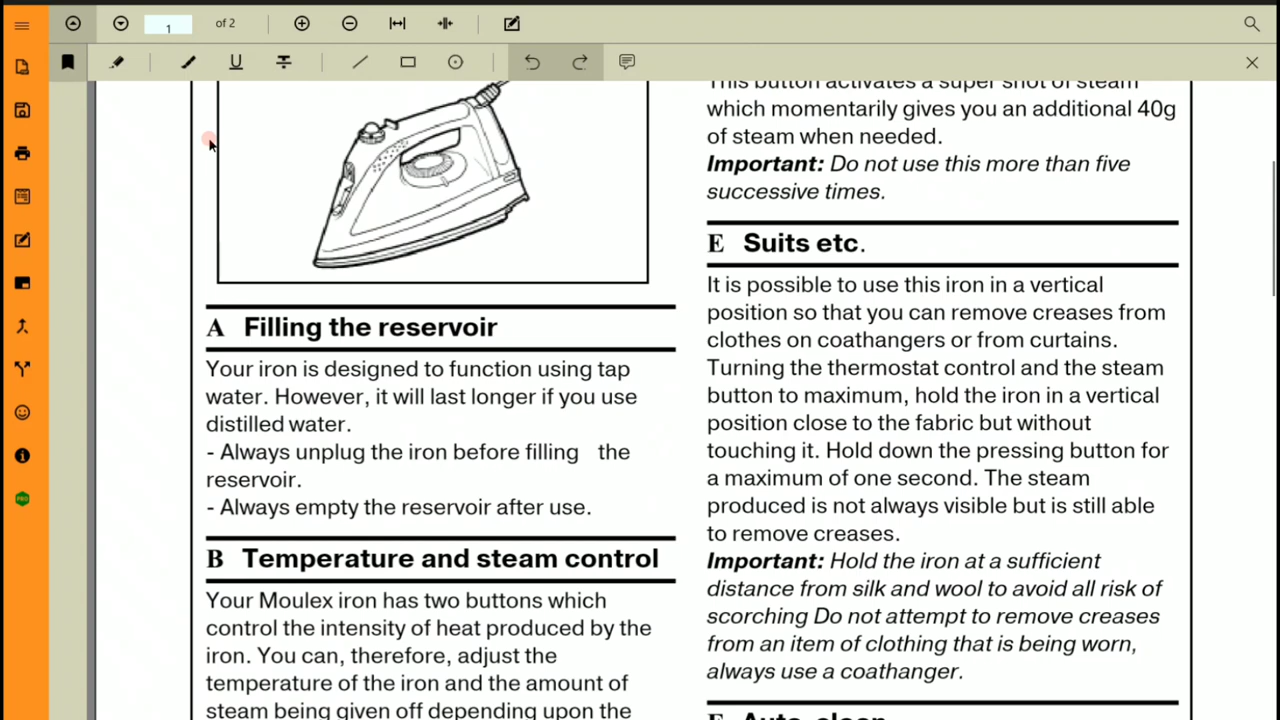 1 of 2
A Filling the reservoir
Your iron is designed to function using tap
water. However, it will last longer if you use
distilled water.
- Always unplug the iron before filling the
reservoir.
- Always empty the reservoir after use.
B Temperature and steam control
Your Moulex iron has two buttons which
control the intensity of heat produced by the
iron. You can, therefore, adjust the
temperature of the iron and the amount of
steam being given off depending upon the
This button activates a super shot of steam
which momentarily gives you an additional 40g
of steam when needed.
Important: Do not use this more than five
successive times.
E Suits etc.
It is possible to use this iron in a vertical
position so that you can remove creases from
clothes on coathangers or from curtains.
Turning the thermostat control and the steam
button to maximum, hold the iron in a vertical
position close to the fabric but without
touching it. Hold down the pressing button for
a maximum of one second. The steam
produced is not always visible but is still able
to remove creases.
Important: Hold the iron at a sufficient
distance from silk and wool to avoid all risk of
scorching Do not attempt to remove creases
from an item of clothing that is being worn,
always use a coathanger.
F Auto-clean
PRO